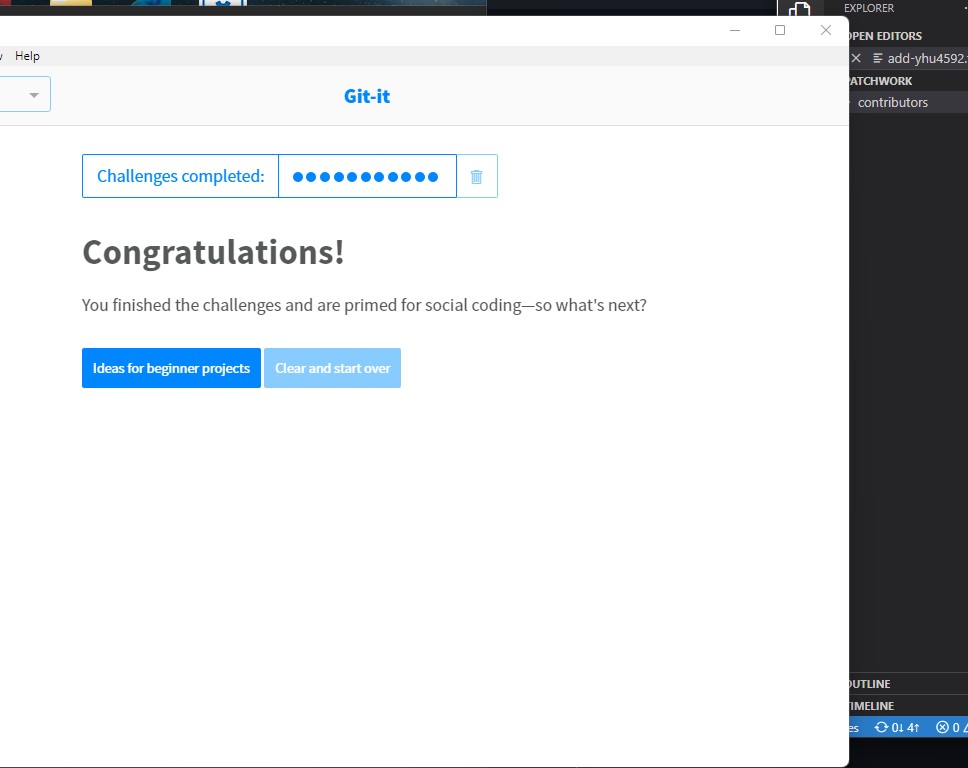 EXPLORER
OPEN EDITORS
add-yhu4592.
PATCHWORK
contributors
Help
Git-it
Challenges completed:
Congratulations!
You finished the challenges and are primed for social coding—so what's next?
Ideas for beginner projects
Clear and start over
OUTLINE
TIMELINE
es 0↓ 4↑ 0